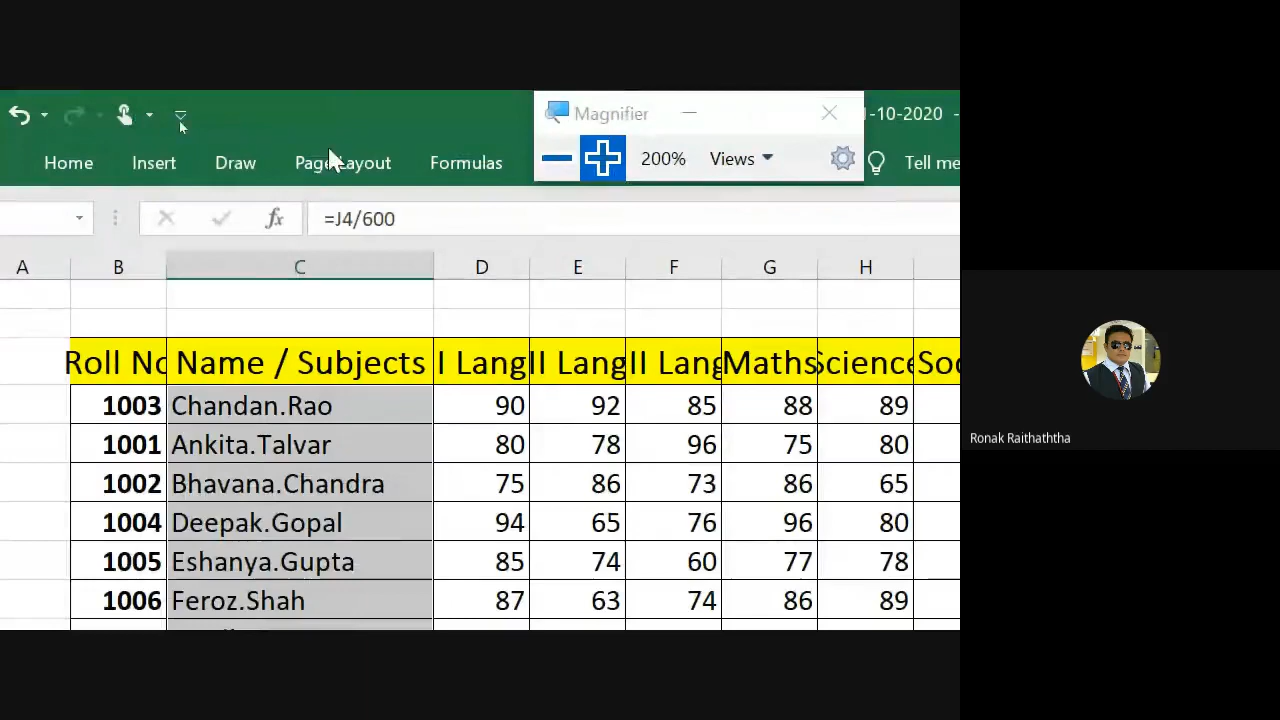 Magnifier
1-10-2020 -
Home Insert Draw Page Layout Formulas
200% Views
Tell me
fx =J4/600
A B C D E F G H
Roll No Name / Subjects I Lang II Lang III Lang Maths Science Soc
1003 Chandan.Rao 90 92 85 88 89
1001 Ankita.Talvar 80 78 96 75 80
1002 Bhavana.Chandra 75 86 73 86 65
1004 Deepak.Gopal 94 65 76 96 80
1005 Eshanya.Gupta 85 74 60 77 78
1006 Feroz.Shah 87 63 74 86 89
Ronak Raithaththa